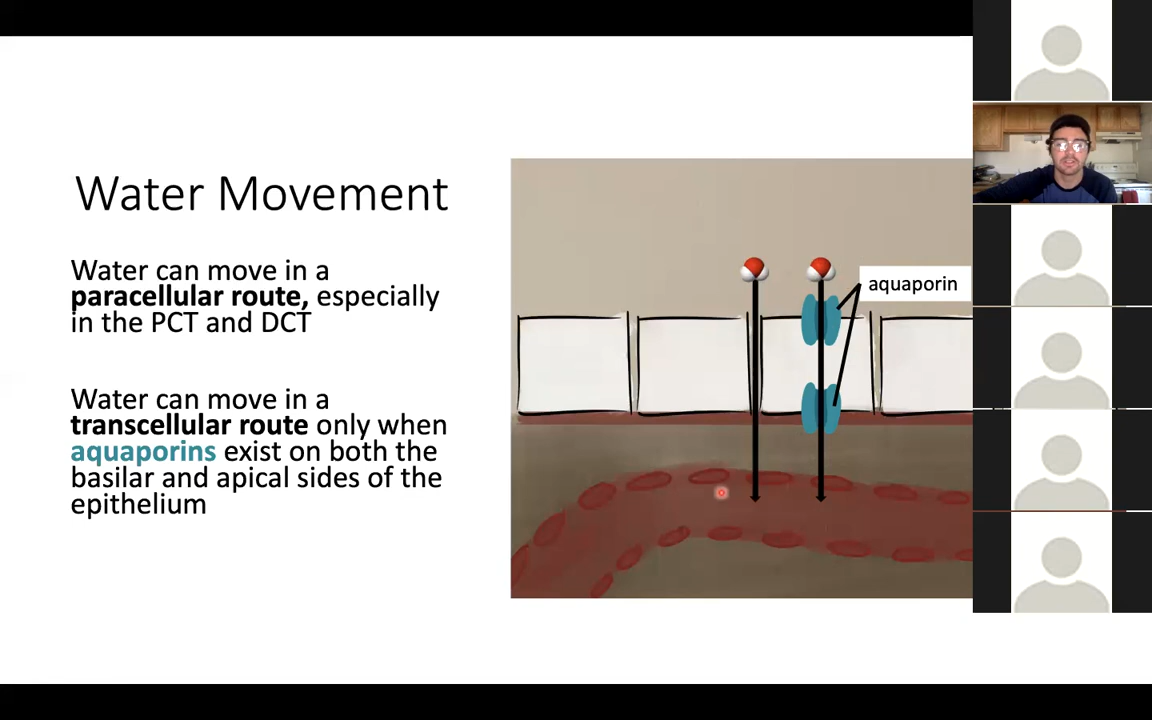 Water Movement
Water can move in a
paracellular route, especially
in the PCT and DCT
Water can move in a
transcellular route only when
aquaporins exist on both the
basilar and apical sides of the
epithelium
aquaporin